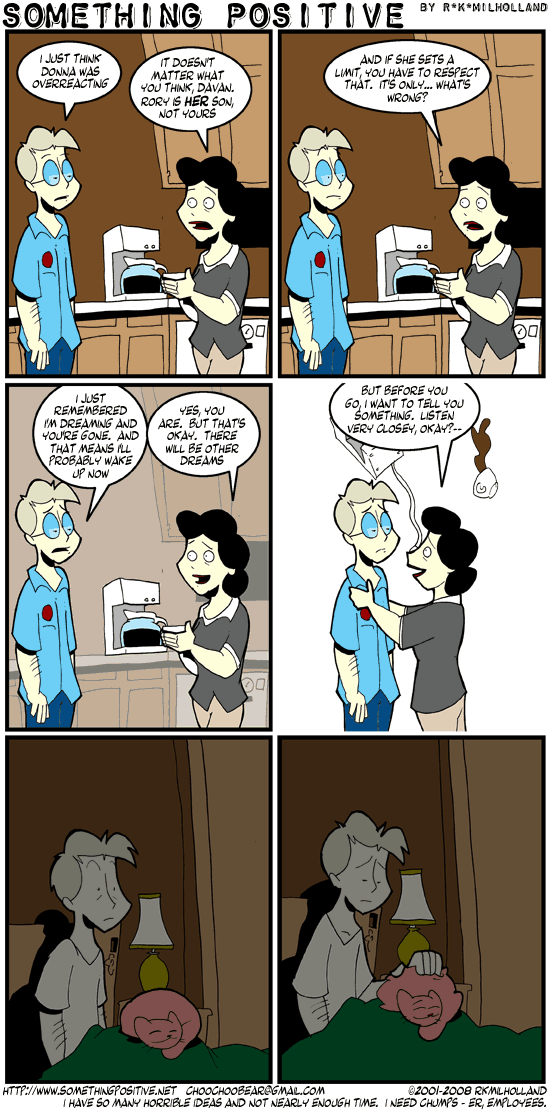 SOMETHING POSITIVE BY R*K*MILHOLLAND
I JUST THINK
DONNA WAS
OVERREACTING
IT DOESN'T
MATTER WHAT
YOU THINK, DAVAN.
RORY IS HER SON,
NOT YOURS
AND IF SHE SETS A
LIMIT, YOU HAVE TO RESPECT
THAT. IT'S ONLY... WHAT'S
WRONG?
I JUST
REMEMBERED
I'M DREAMING AND
YOU'RE GONE. AND
THAT MEANS I'LL
PROBABLY WAKE
UP NOW
YES, YOU
ARE. BUT THAT'S
OKAY. THERE
WILL BE OTHER
DREAMS
BUT BEFORE YOU
GO, I WANT TO TELL YOU
SOMETHING. LISTEN
VERY CLOSEY, OKAY?--
HTTP://WWW.SOMETHINGPOSITIVE.NET CHOOCHOOBEAR@GMAIL.COM ©2001-2008 RKMILHOLLAND
I HAVE SO MANY HORRIBLE IDEAS AND NOT NEARLY ENOUGH TIME. I NEED CHUMPS - ER, EMPLOYEES.